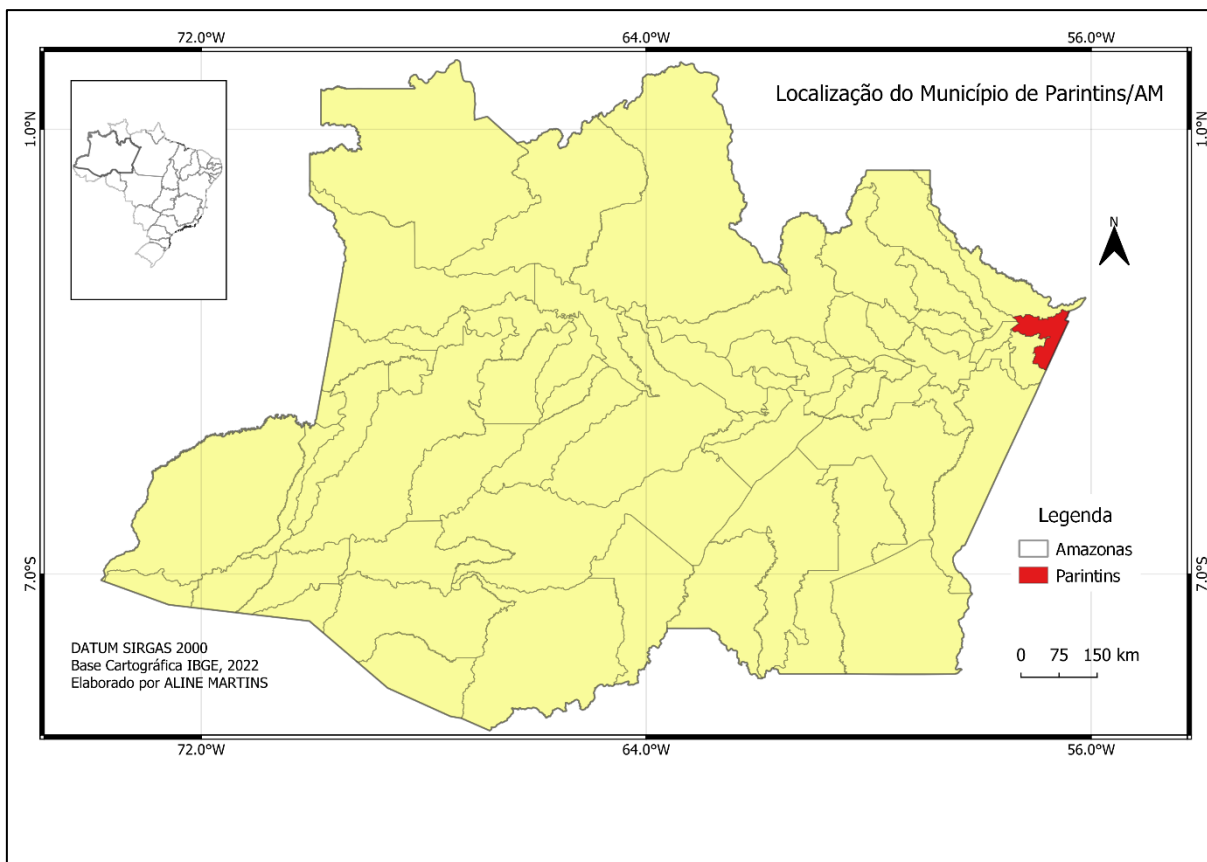 72.0°W 64.0°W 56.0°W
Localização do Município de Parintins/AM
1.0°N 1.0°N
N
Legenda
Amazonas
Parintins
7.0°S 7.0°S
0 75 150 km
DATUM SIRGAS 2000
Base Cartográfica IBGE, 2022
Elaborado por ALINE MARTINS
72.0°W 64.0°W 56.0°W